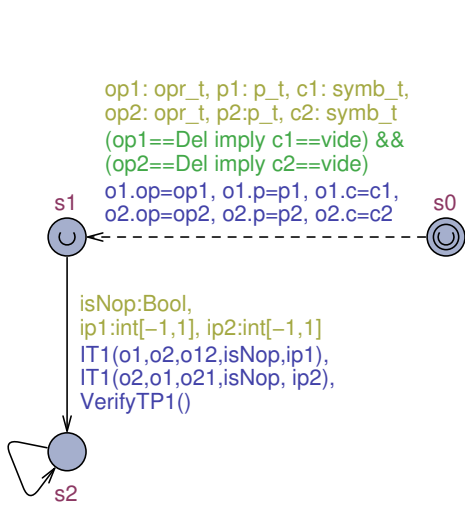 op1: opr_t, p1: p_t, c1: symb_t,
op2: opr_t, p2:p_t, c2: symb_t
(op1==Del imply c1==vide) &&
(op2==Del imply c2==vide)
o1.op=op1, o1.p=p1, o1.c=c1,
o2.op=op2, o2.p=p2, o2.c=c2
s1
s0
isNop:Bool,
ip1:int[−1,1], ip2:int[−1,1]
IT1(o1,o2,o12,isNop,ip1),
IT1(o2,o1,o21,isNop, ip2),
VerifyTP1()
s2